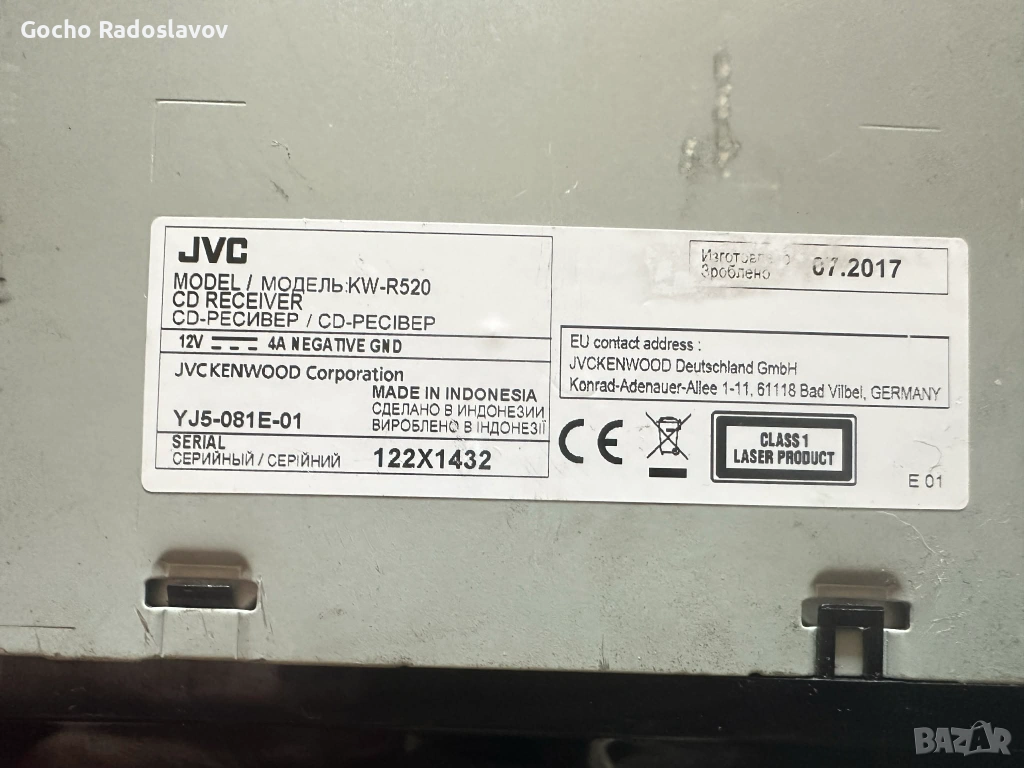 Gocho Radoslavov
JVC
MODEL / МОДЕЛЬ:KW-R520
CD RECEIVER
CD-РЕСИВЕР / CD-РЕСІВЕР
12V 4A NEGATIVE GND
JVCKENWOOD Corporation
MADE IN INDONESIA
СДЕЛАНО В ИНДОНЕЗИИ
YJ5-081E-01
ВИРОБЛЕНО В ІНДОНЕЗІЇ
SERIAL
СЕРИЙНЫЙ / СЕРІЙНИЙ 122X1432
Зроблено 07.2017
EU contact address :
JVCKENWOOD Deutschland GmbH
Konrad-Adenauer-Allee 1-11, 61118 Bad Vilbel, GERMANY
CE
CLASS 1
LASER PRODUCT
E 01
BAZAR